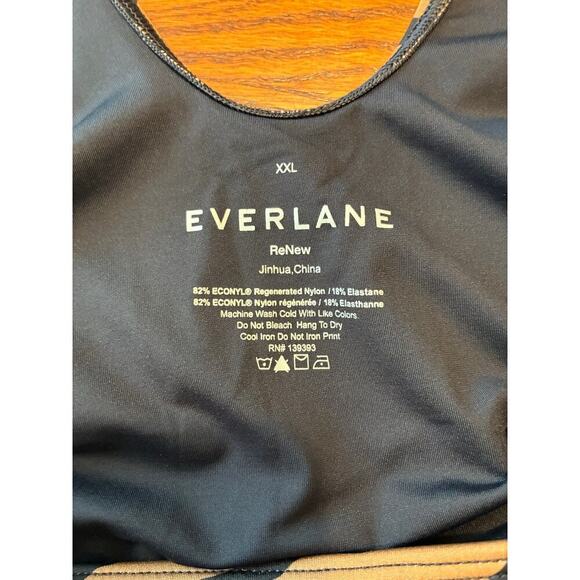 XXL
EVERLANE
ReNew
Jinhua,China
82% ECONYL® Regenerated Nylon / 18% Elastane
82% ECONYL® Nylon régénérée / 18% Elasthanne
Machine Wash Cold With Like Colors.
Do Not Bleach Hang To Dry
Cool Iron Do Not Iron Print
RN# 139393